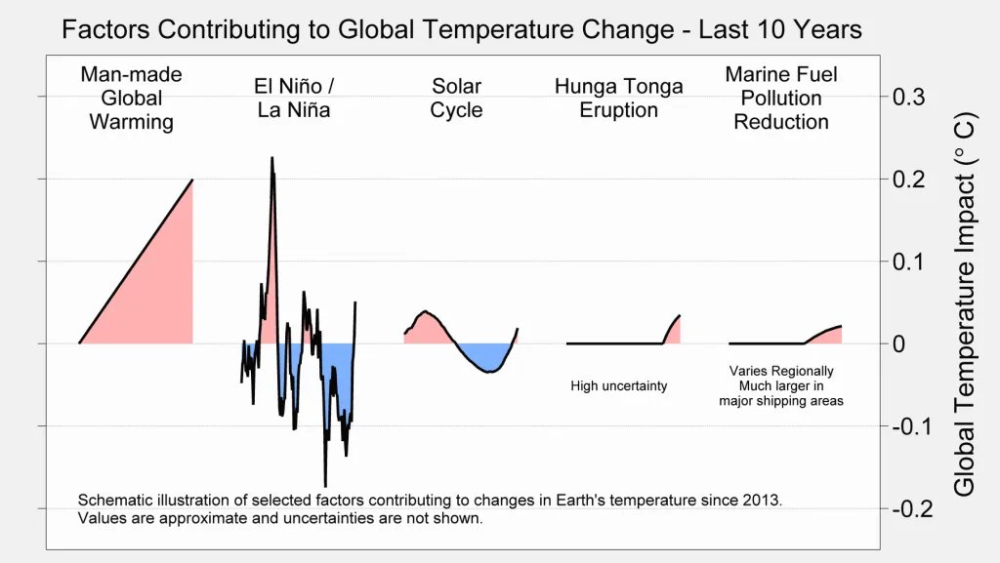 Factors Contributing to Global Temperature Change - Last 10 Years
Man-made
Global
Warming
El Niño /
La Niña
Solar
Cycle
Hunga Tonga
Eruption
Marine Fuel
Pollution
Reduction
0.3
0.2
0.1
0
-0.1
-0.2
Global Temperature Impact (° C)
High uncertainty
Varies Regionally
Much larger in
major shipping areas
Schematic illustration of selected factors contributing to changes in Earth's temperature since 2013.
Values are approximate and uncertainties are not shown.